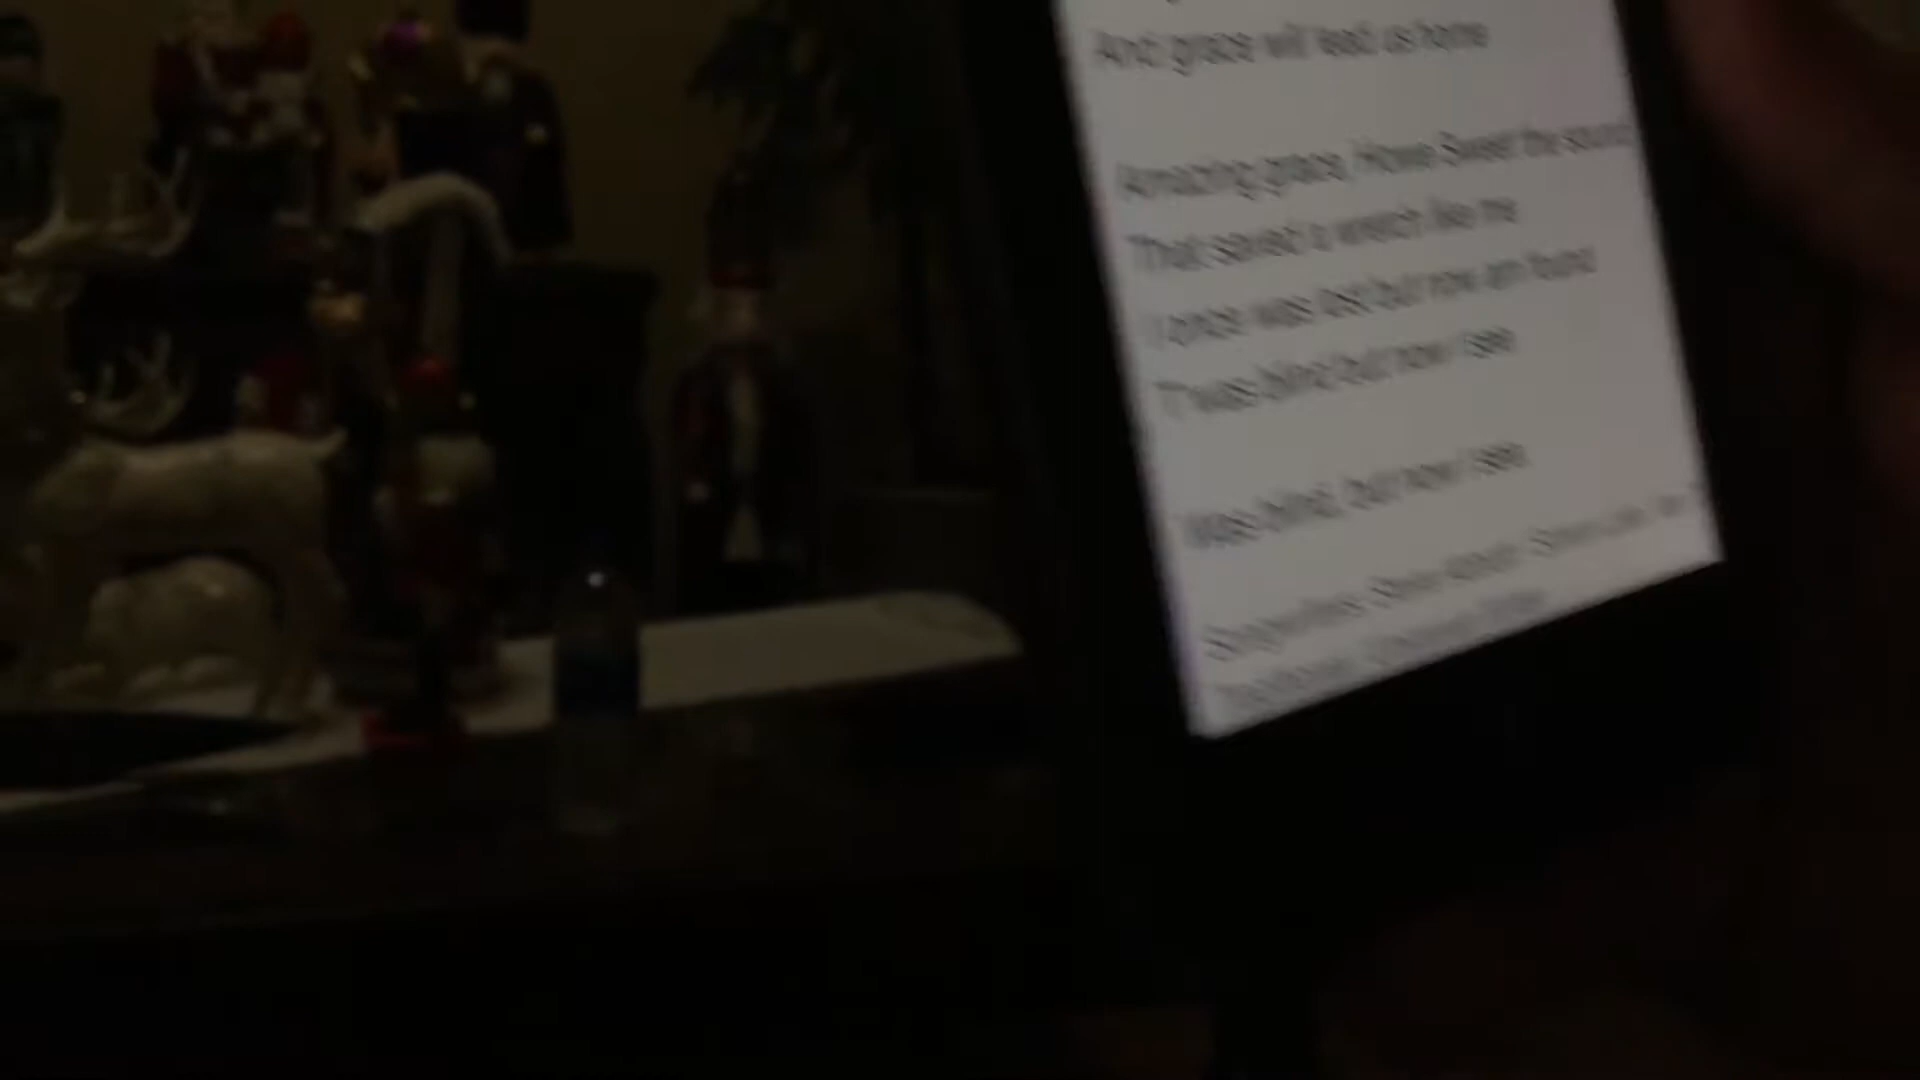 And grace will lead us home
Amazing grace, How Sweet the sound
That saved a wretch like me
I once was lost but now am found
T'was blind but now I see
Was blind, but now I see.
Songwriters: